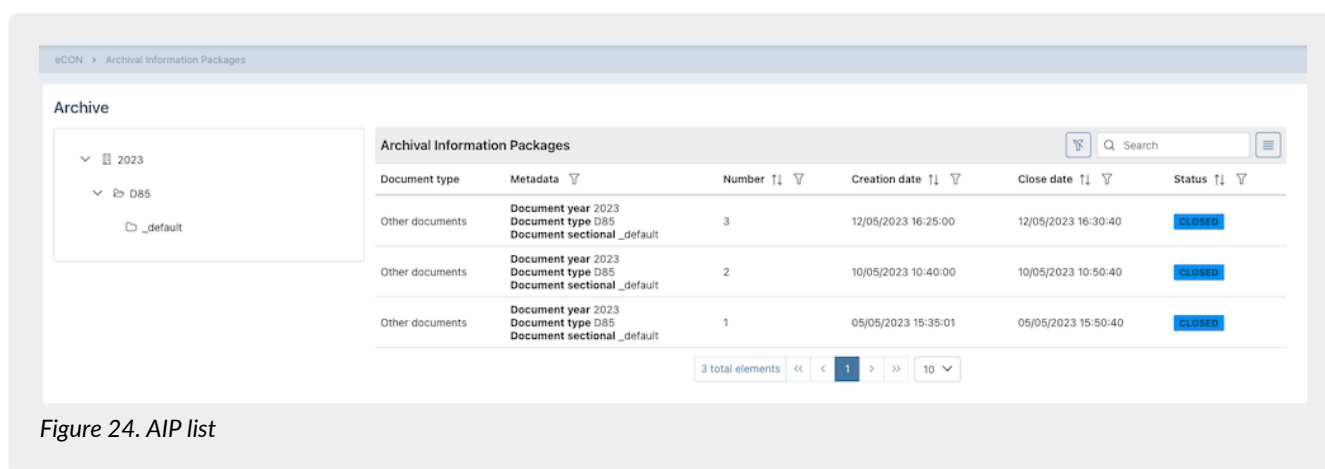 eCON > Archival Information Packages
Archive
2023
D85
_default
Archival Information Packages
Search
Document type Metadata Number Creation date Close date Status
Document year 2023
Other documents Document type D85 3 12/05/2023 16:25:00 12/05/2023 16:30:40 CLOSED
Document sectional _default
Document year 2023
Other documents Document type D85 2 10/05/2023 10:40:00 10/05/2023 10:50:40 CLOSED
Document sectional _default
Document year 2023
Other documents Document type D85 1 05/05/2023 15:35:01 05/05/2023 15:50:40 CLOSED
Document sectional _default
3 total elements << < 1 > >> 10
Figure 24. AIP list